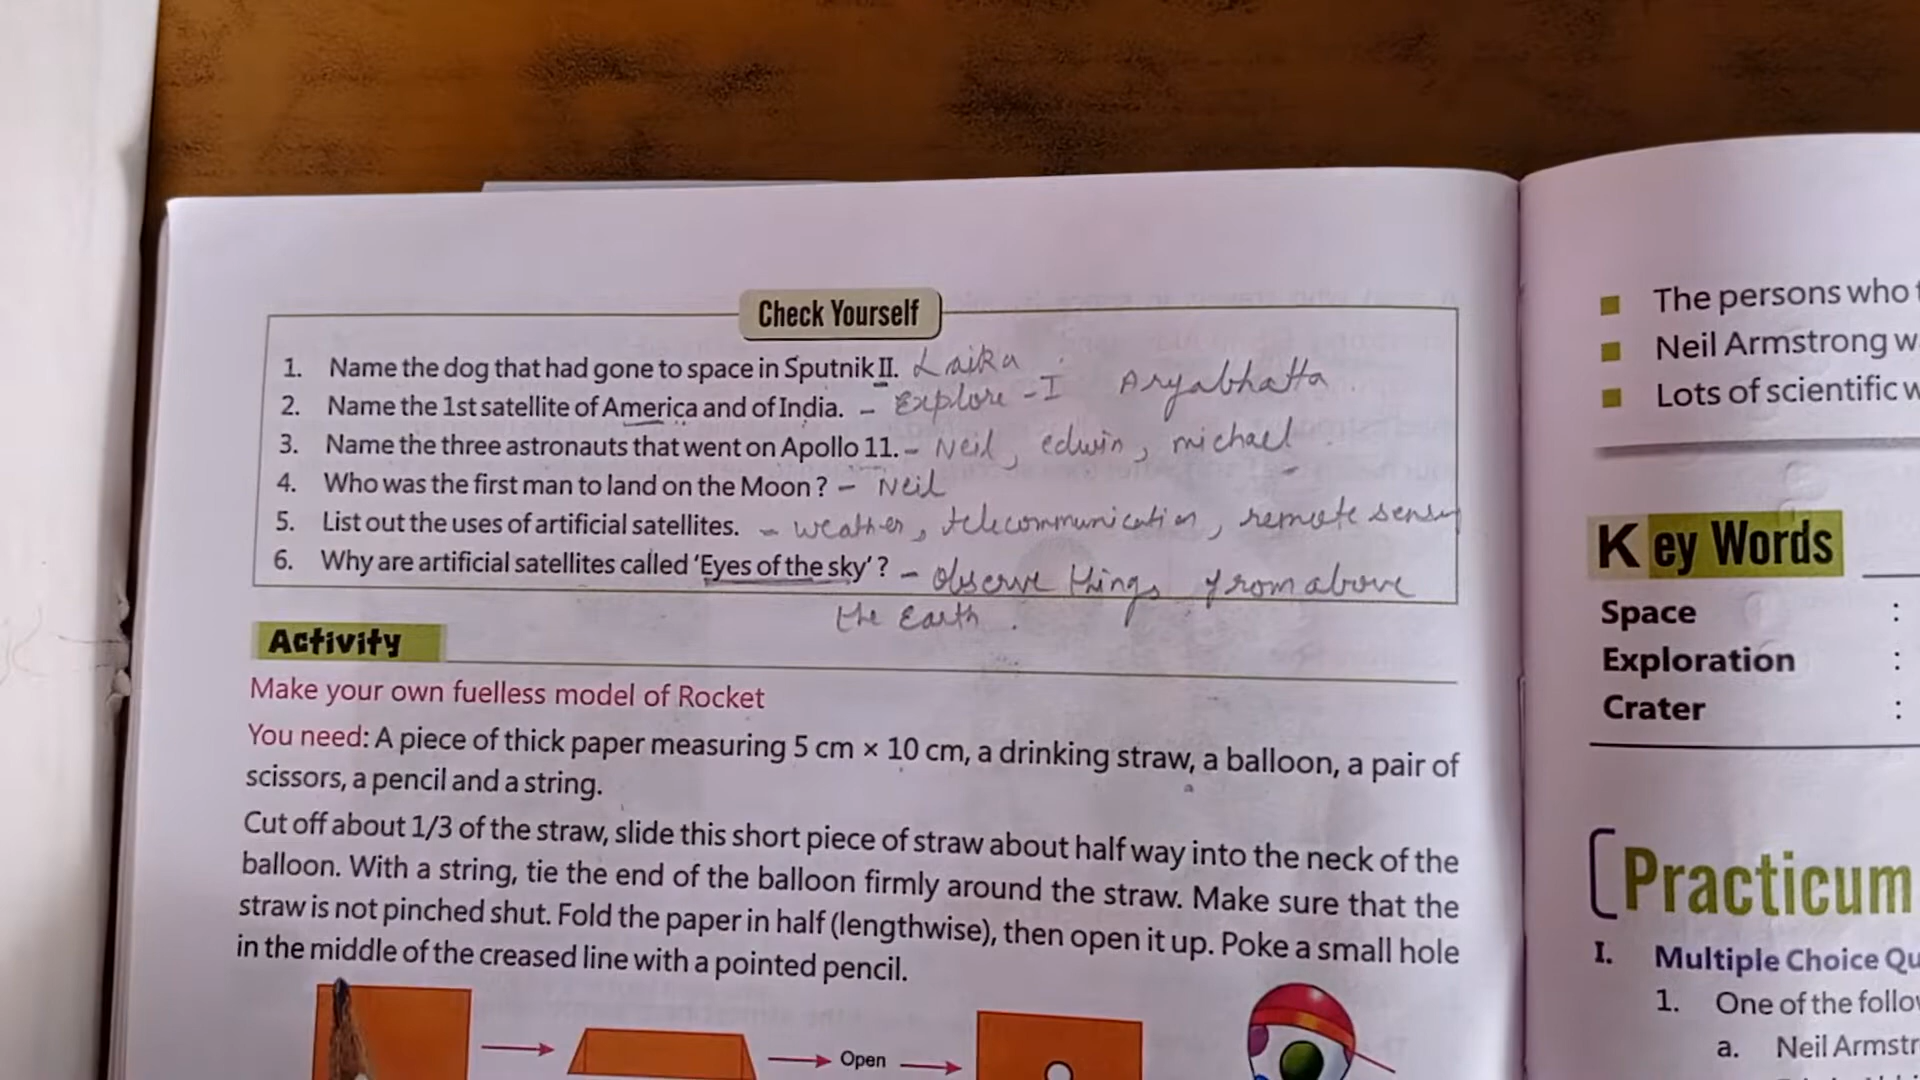 Check Yourself
1. Name the dog that had gone to space in Sputnik II. Laika
2. Name the 1st satellite of America and of India. - Explore - I Aryabhatta
3. Name the three astronauts that went on Apollo 11. - Neil, edwin, michael
4. Who was the first man to land on the Moon? - Neil
5. List out the uses of artificial satellites. - weather, telecommunication, remote
6. Why are artificial satellites called 'Eyes of the sky'? - Observe things from above
the Earth.
Activity
Make your own fuelless model of Rocket
You need: A piece of thick paper measuring 5 cm × 10 cm, a drinking straw, a balloon, a pair of
scissors, a pencil and a string.
Cut off about 1/3 of the straw, slide this short piece of straw about half way into the neck of the
balloon. With a string, tie the end of the balloon firmly around the straw. Make sure that the
straw is not pinched shut. Fold the paper in half (lengthwise), then open it up. Poke a small hole
in the middle of the creased line with a pointed pencil.
Open
The persons who
Neil Armstrong w
Lots of scientific w
Key Words
Space :
Exploration :
Crater :
Practicum
I. Multiple Choice Qu
1. One of the follo
a. Neil Armstr